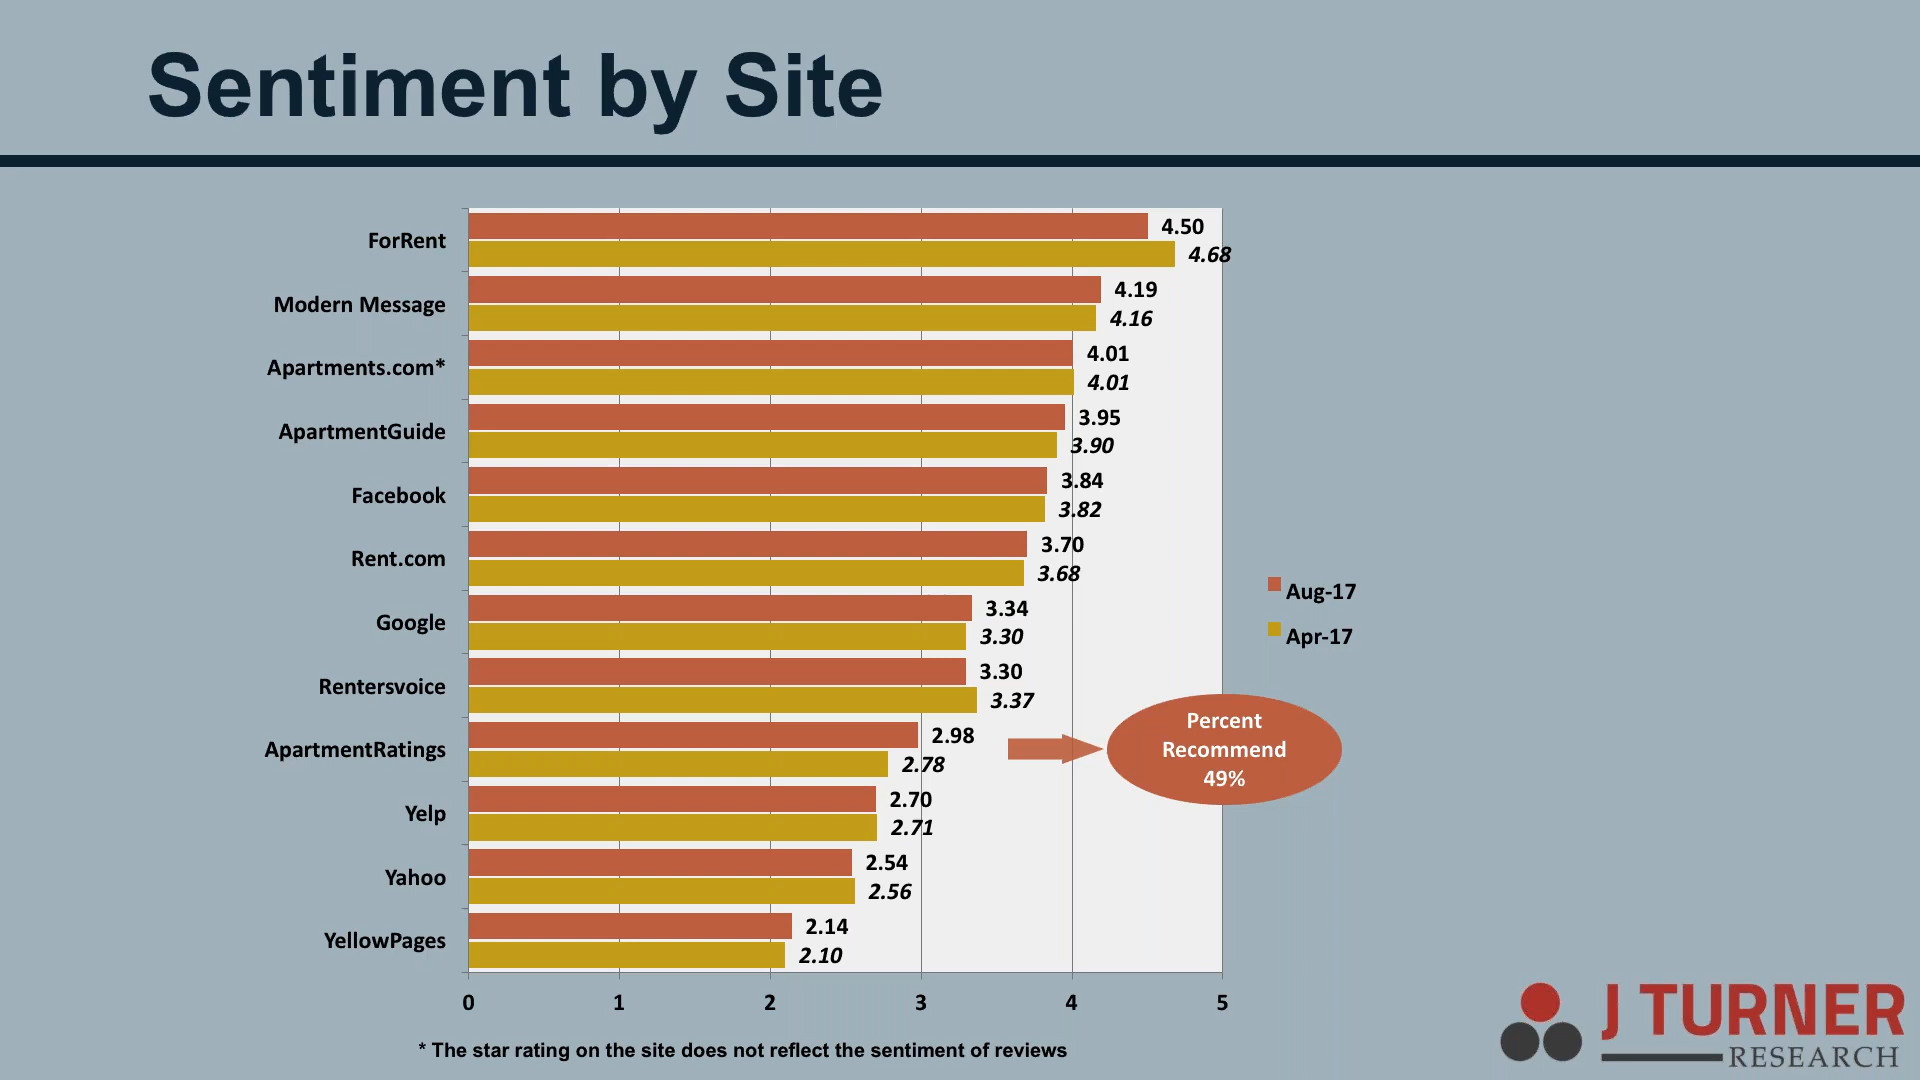 Sentiment by Site
ForRent
4.50
4.68
Modern Message
4.19
4.16
Apartments.com*
4.01
4.01
ApartmentGuide
3.95
3.90
Facebook
3.84
3.82
Rent.com
3.70
3.68
Google
3.34
3.30
Rentersvoice
3.30
3.37
ApartmentRatings
2.98
2.78
Yelp
2.70
2.71
Yahoo
2.54
2.56
YellowPages
2.14
2.10
0 1 2 3 4 5
Aug-17
Apr-17
Percent
Recommend
49%
* The star rating on the site does not reflect the sentiment of reviews
J TURNER
RESEARCH